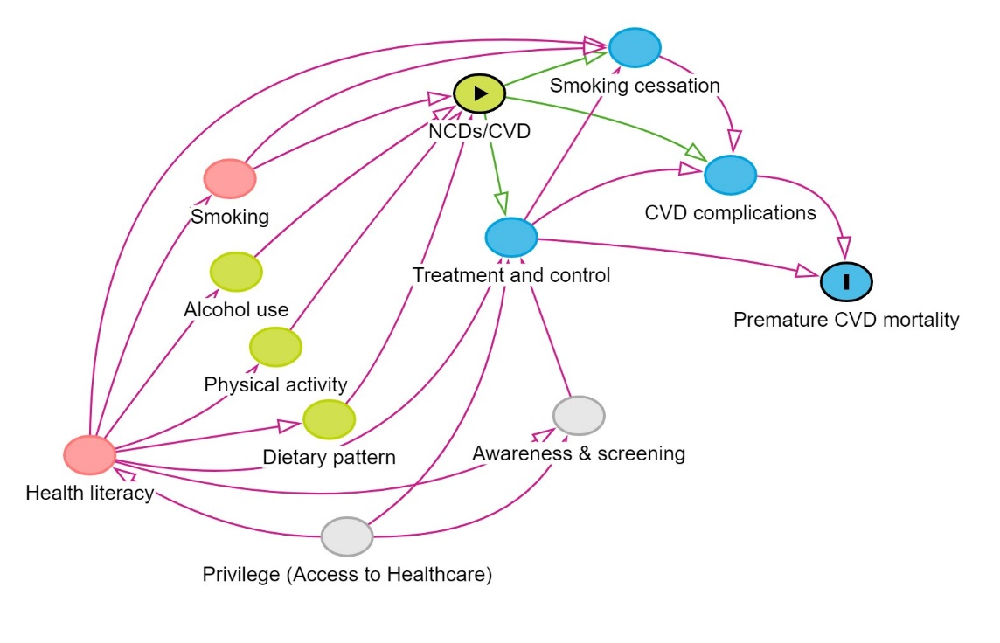 Smoking cessation
NCDs/CVD
Smoking
CVD complications
Treatment and control
Alcohol use
Premature CVD mortality
Physical activity
Dietary pattern
Awareness & screening
Health literacy
Privilege (Access to Healthcare)